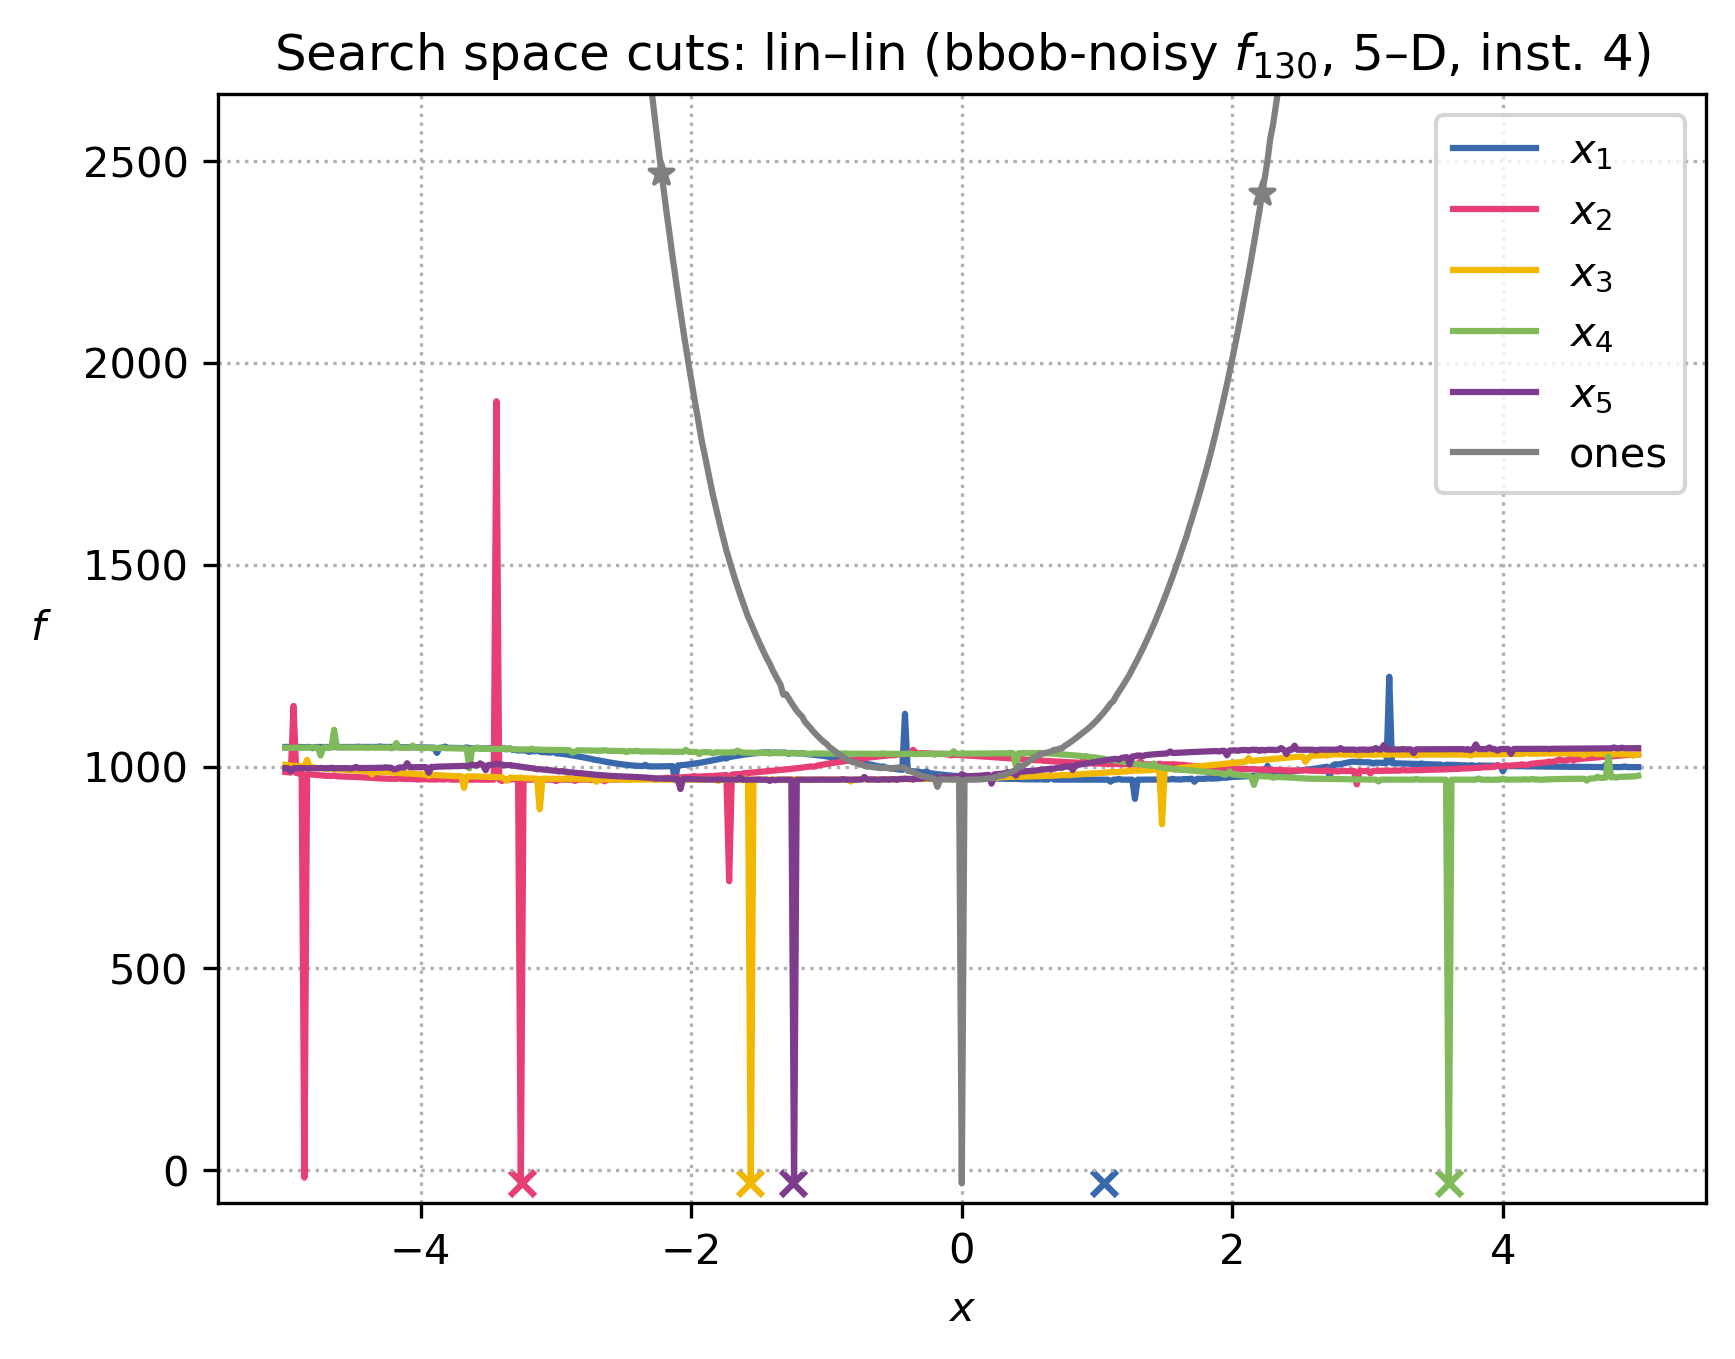 Search space cuts: lin–lin (bbob-noisy f₁₃₀, 5–D, inst. 4)
x₁
x₂
x₃
x₄
x₅
ones
2500
2000
1500
1000
500
0
f
−4 −2 0 2 4
x